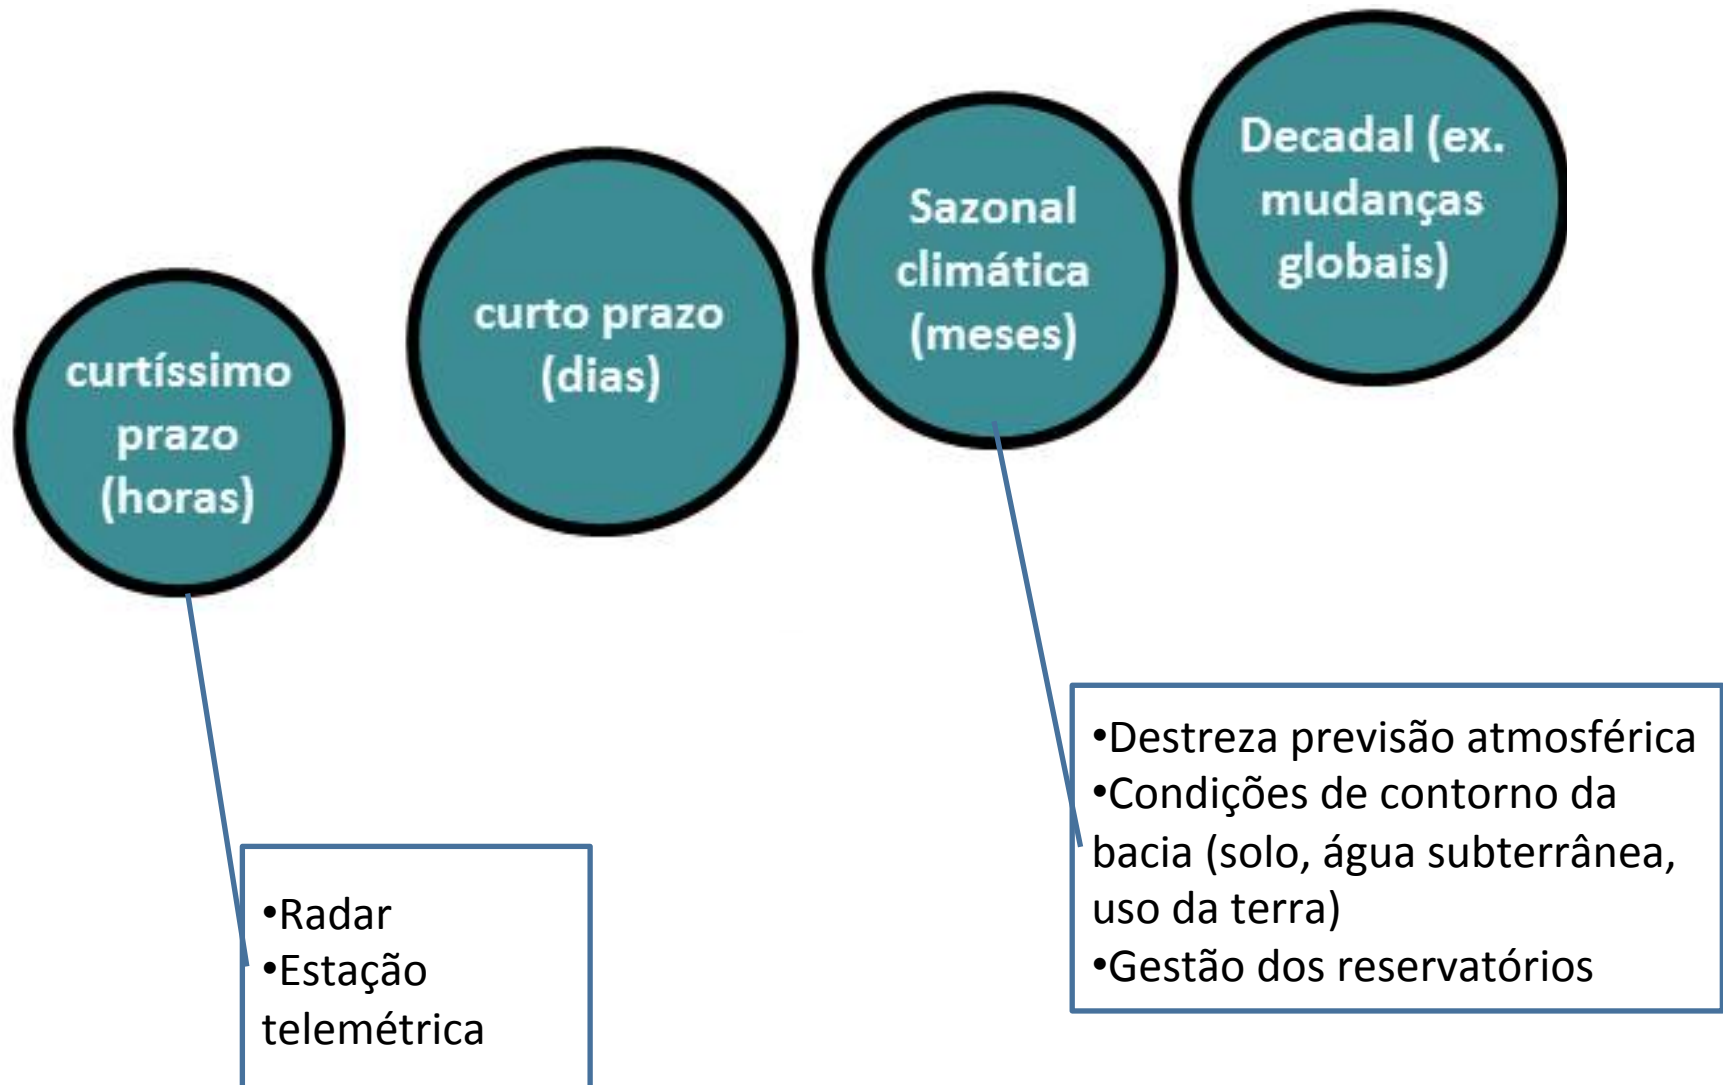 curtíssimo
prazo
(horas)
curto prazo
(dias)
Sazonal
climática
(meses)
Decadal (ex.
mudanças
globais)
•Radar
•Estação
telemétrica
•Destreza previsão atmosférica
•Condições de contorno da
bacia (solo, água subterrânea,
uso da terra)
•Gestão dos reservatórios